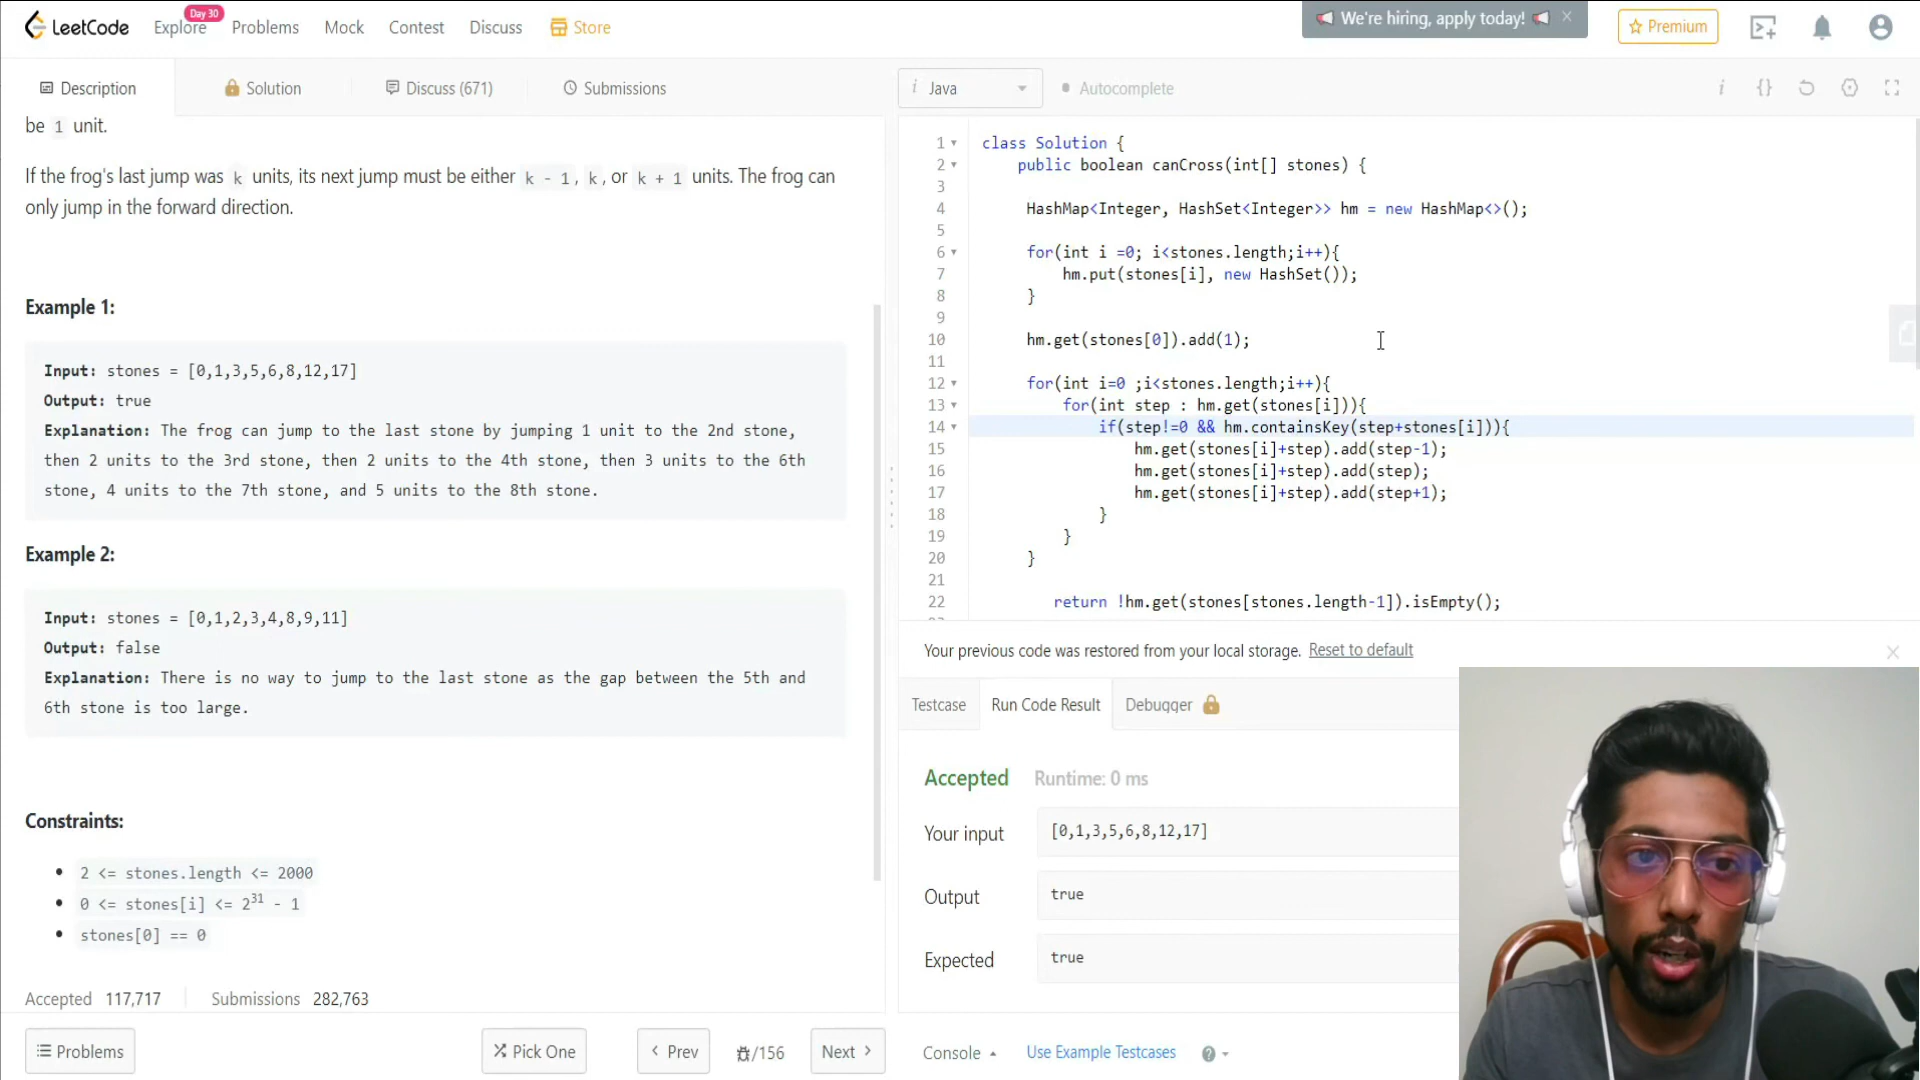 LeetCode
Explore
Day 30
Problems
Mock
Contest
Discuss
Store
We're hiring, apply today!
Premium
Description
Solution
Discuss (671)
Submissions
be 1 unit.
If the frog's last jump was k units, its next jump must be either k - 1, k, or k + 1 units. The frog can
only jump in the forward direction.
Example 1:
Input: stones = [0,1,3,5,6,8,12,17]
Output: true
Explanation: The frog can jump to the last stone by jumping 1 unit to the 2nd stone,
then 2 units to the 3rd stone, then 2 units to the 4th stone, then 3 units to the 6th
stone, 4 units to the 7th stone, and 5 units to the 8th stone.
Example 2:
Input: stones = [0,1,2,3,4,8,9,11]
Output: false
Explanation: There is no way to jump to the last stone as the gap between the 5th and
6th stone is too large.
Constraints:
2 <= stones.length <= 2000
0 <= stones[i] <= 2^31 - 1
stones[0] == 0
Accepted 117,717
Submissions 282,763
Problems
Pick One
< Prev
/156
Next >
i Java
Autocomplete
i {}
1 class Solution {
2 public boolean canCross(int[] stones) {
3
4 HashMap<Integer, HashSet<Integer>> hm = new HashMap<>();
5
6 for(int i =0; i<stones.length;i++){
7 hm.put(stones[i], new HashSet());
8 }
9
10 hm.get(stones[0]).add(1);
11
12 for(int i=0 ;i<stones.length;i++){
13 for(int step : hm.get(stones[i])){
14 if(step!=0 && hm.containsKey(step+stones[i])){
15 hm.get(stones[i]+step).add(step-1);
16 hm.get(stones[i]+step).add(step);
17 hm.get(stones[i]+step).add(step+1);
18 }
19 }
20 }
21
22 return !hm.get(stones[stones.length-1]).isEmpty();
Your previous code was restored from your local storage. Reset to default
Testcase
Run Code Result
Debugger
Accepted Runtime: 0 ms
Your input
[0,1,3,5,6,8,12,17]
Output
true
Expected
true
Console
Use Example Testcases
?